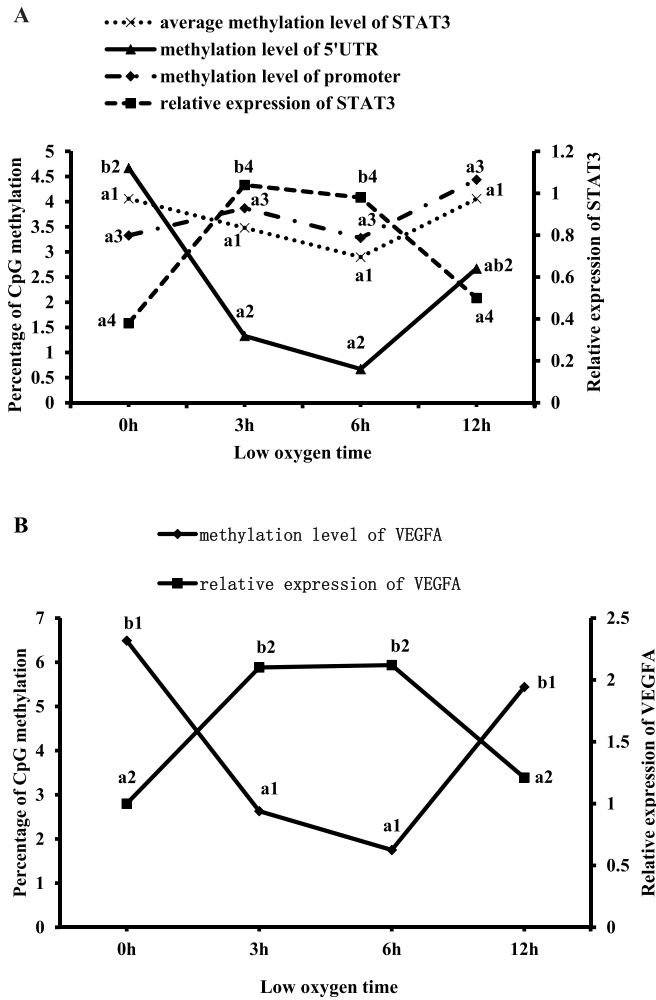 A
average methylation level of STAT3
methylation level of 5'UTR
methylation level of promoter
relative expression of STAT3
Percentage of CpG methylation
5
4.5
4
3.5
3
2.5
2
1.5
1
0.5
0
b2
a1
a3
a4
b4
a3
a1
a2
b4
a3
a1
a2
a3
a1
ab2
a4
1.2
1
0.8
0.6
0.4
0.2
0
Relative expression of STAT3
0h 3h 6h 12h
Low oxygen time
B
methylation level of VEGFA
relative expression of VEGFA
Percentage of CpG methylation
7
6
5
4
3
2
1
0
b1
a2
b2
a1
b2
a1
b1
a2
2.5
2
1.5
1
0.5
0
Relative expression of VEGFA
0h 3h 6h 12h
Low oxygen time